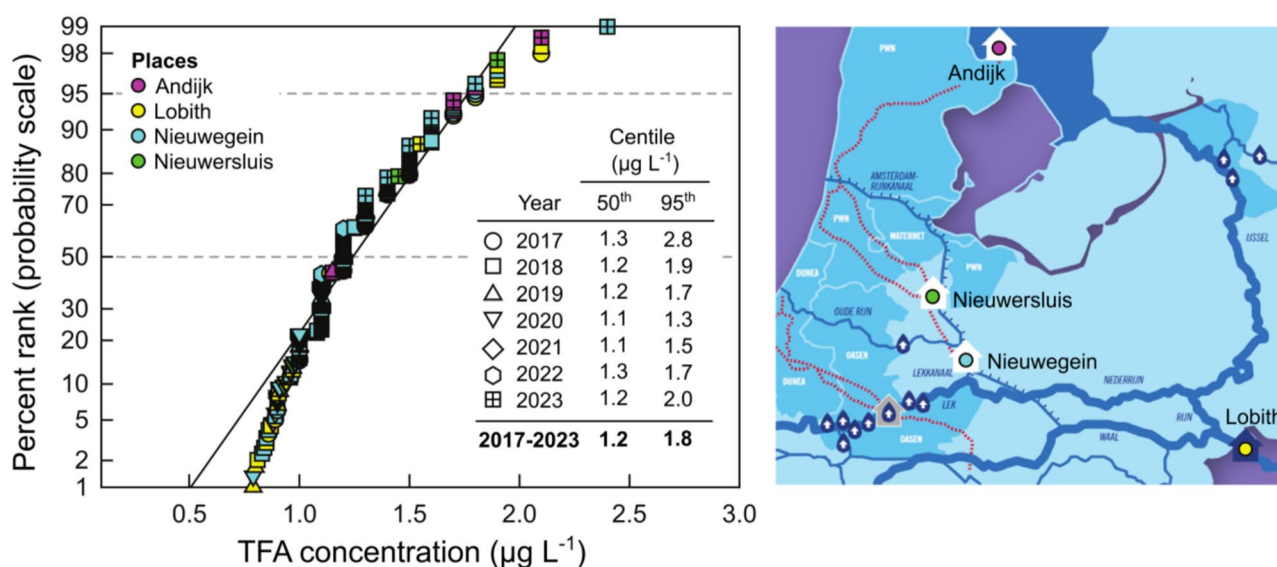 99
98
95
90
80
70
50
30
20
10
5
2
1
Percent rank (probability scale)
Places
Andijk
Lobith
Nieuwegein
Nieuwersluis
Centile
(µg L⁻¹)
Year 50th 95th
2017 1.3 2.8
2018 1.2 1.9
2019 1.2 1.7
2020 1.1 1.3
2021 1.1 1.5
2022 1.3 1.7
2023 1.2 2.0
2017-2023 1.2 1.8
0.5 1.0 1.5 2.0 2.5 3.0
TFA concentration (µg L⁻¹)
PWN
Andijk
AMSTERDAM-
RIJNKANAAL
PWN
WATERNET
PWN
IJSSEL
DUNEA
Nieuwersluis
OUDE RIJN
OASEN
Nieuwegein
LEKKANAAL
DUNEA
NEDERRIJN
LEK
OASEN
RIJN
Lobith
WAAL